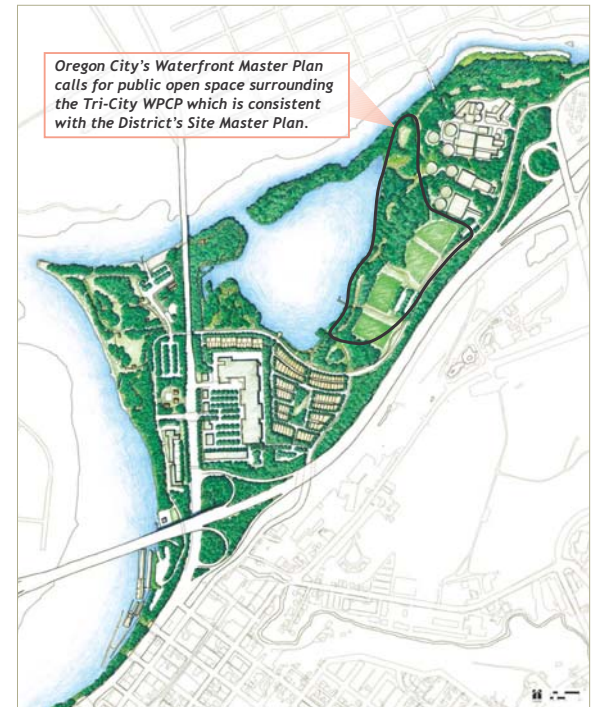 Oregon City's Waterfront Master Plan
calls for public open space surrounding
the Tri-City WPCP which is consistent
with the District's Site Master Plan.